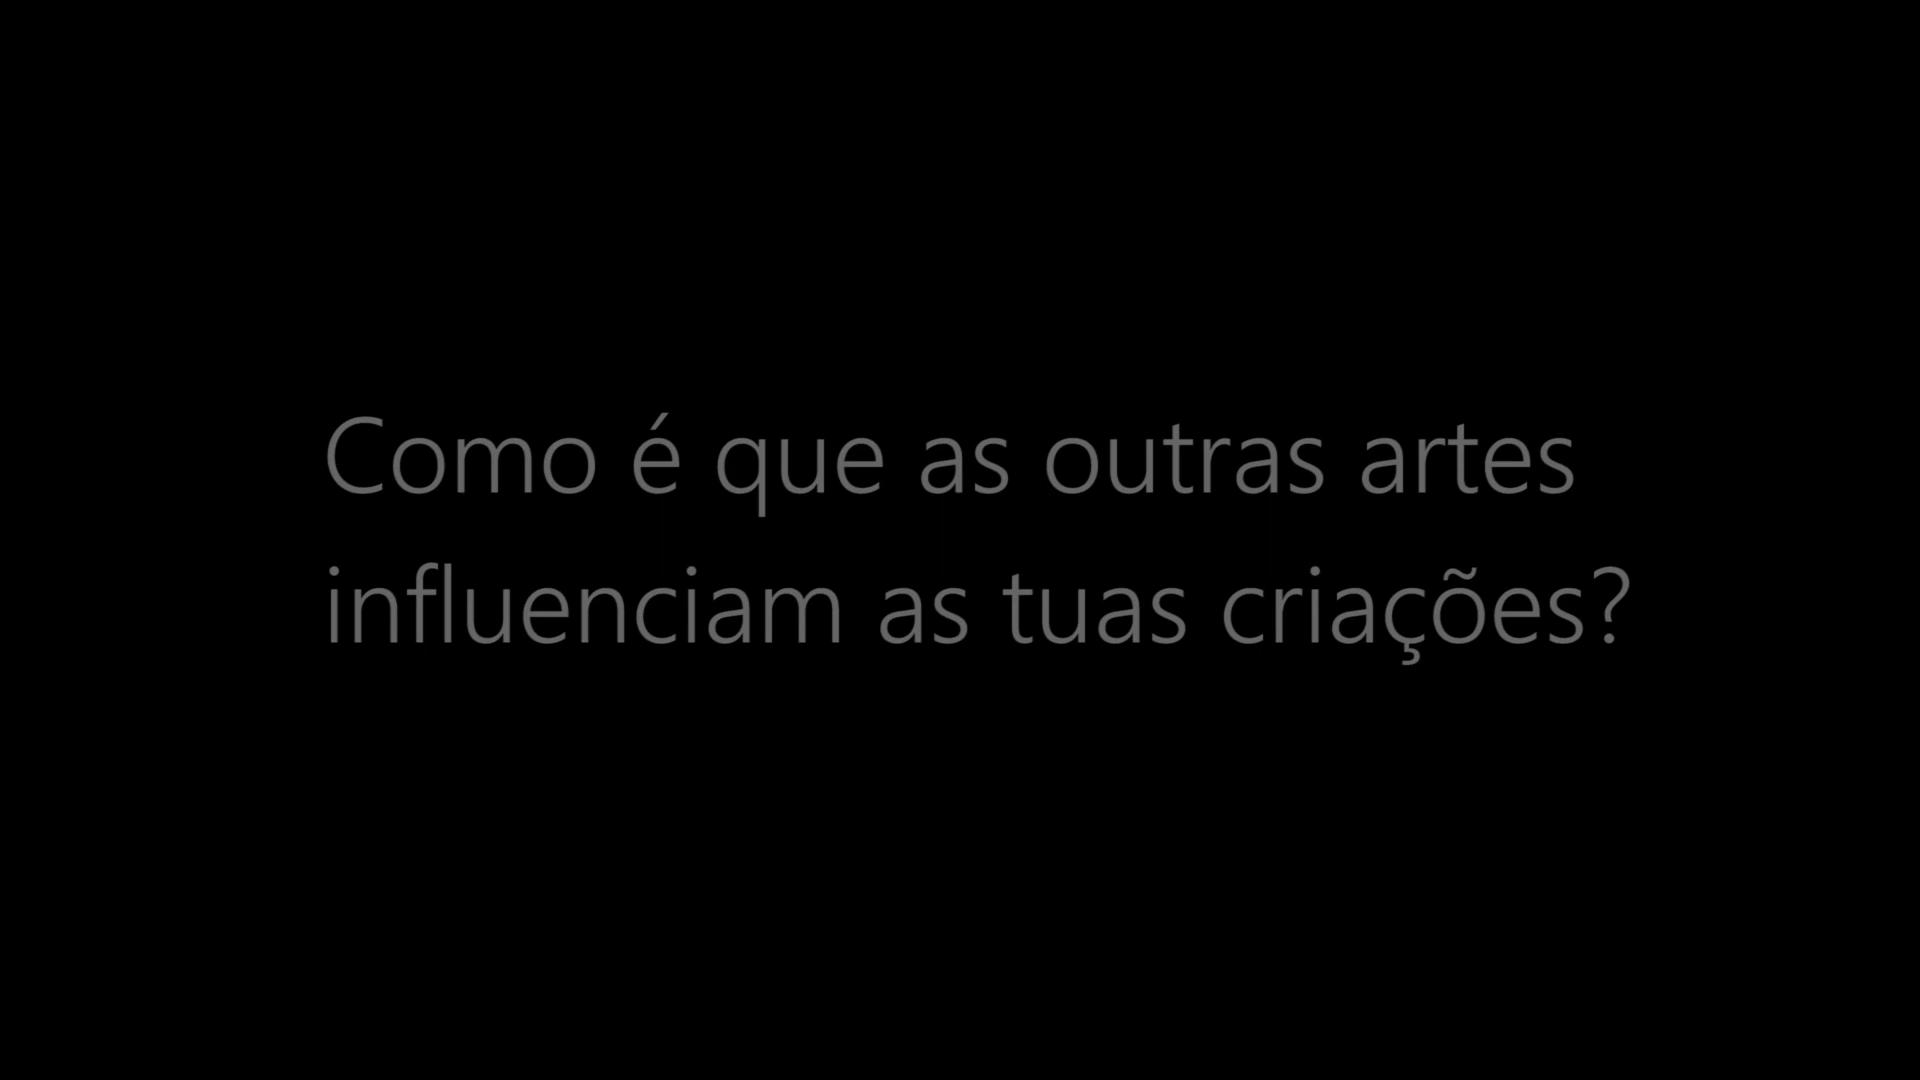 Como é que as outras artes
influenciam as tuas criações?